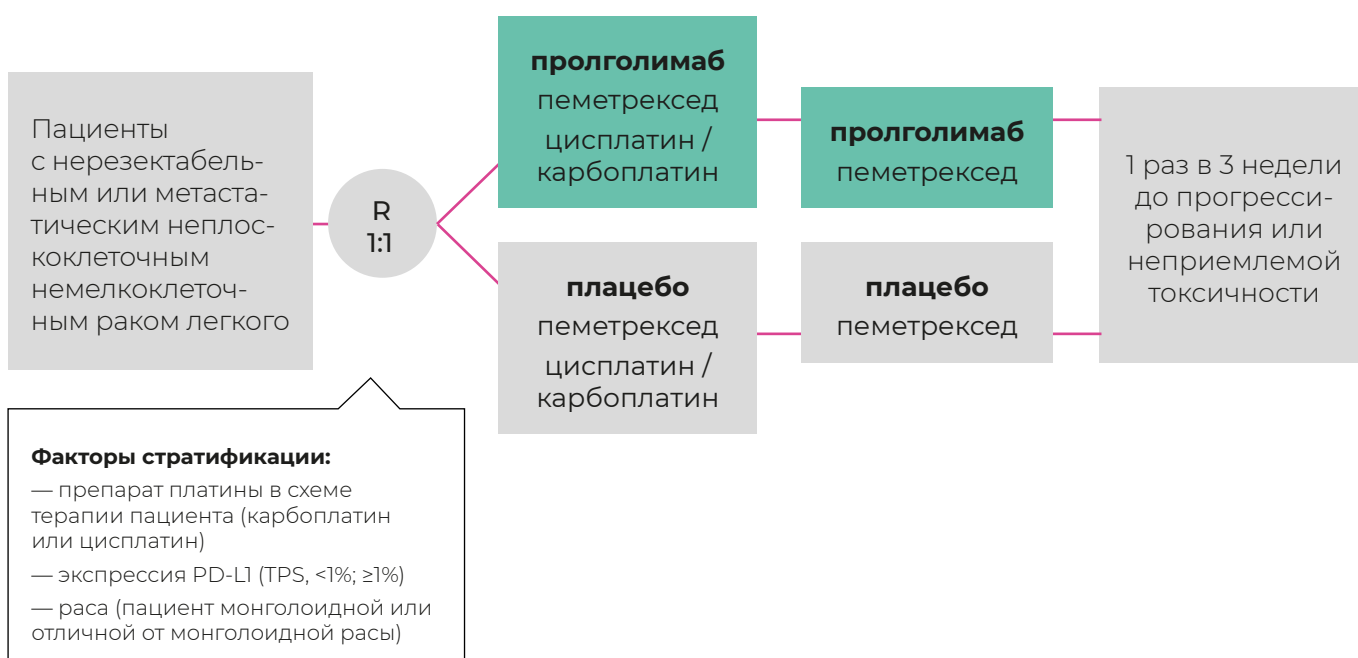 Пациенты
с нерезектабель-
ным или метаста-
тическим неплос-
коклеточным
немелкоклеточ-
ным раком легкого
R
1:1
пролголимаб
пеметрексед
цисплатин /
карбоплатин
пролголимаб
пеметрексед
плацебо
пеметрексед
цисплатин /
карбоплатин
плацебо
пеметрексед
1 раз в 3 недели
до прогресси-
рования или
неприемлемой
токсичности
Факторы стратификации:
— препарат платины в схеме
терапии пациента (карбоплатин
или цисплатин)
— экспрессия PD-L1 (TPS, <1%; ≥1%)
— раса (пациент монголоидной или
отличной от монголоидной расы)